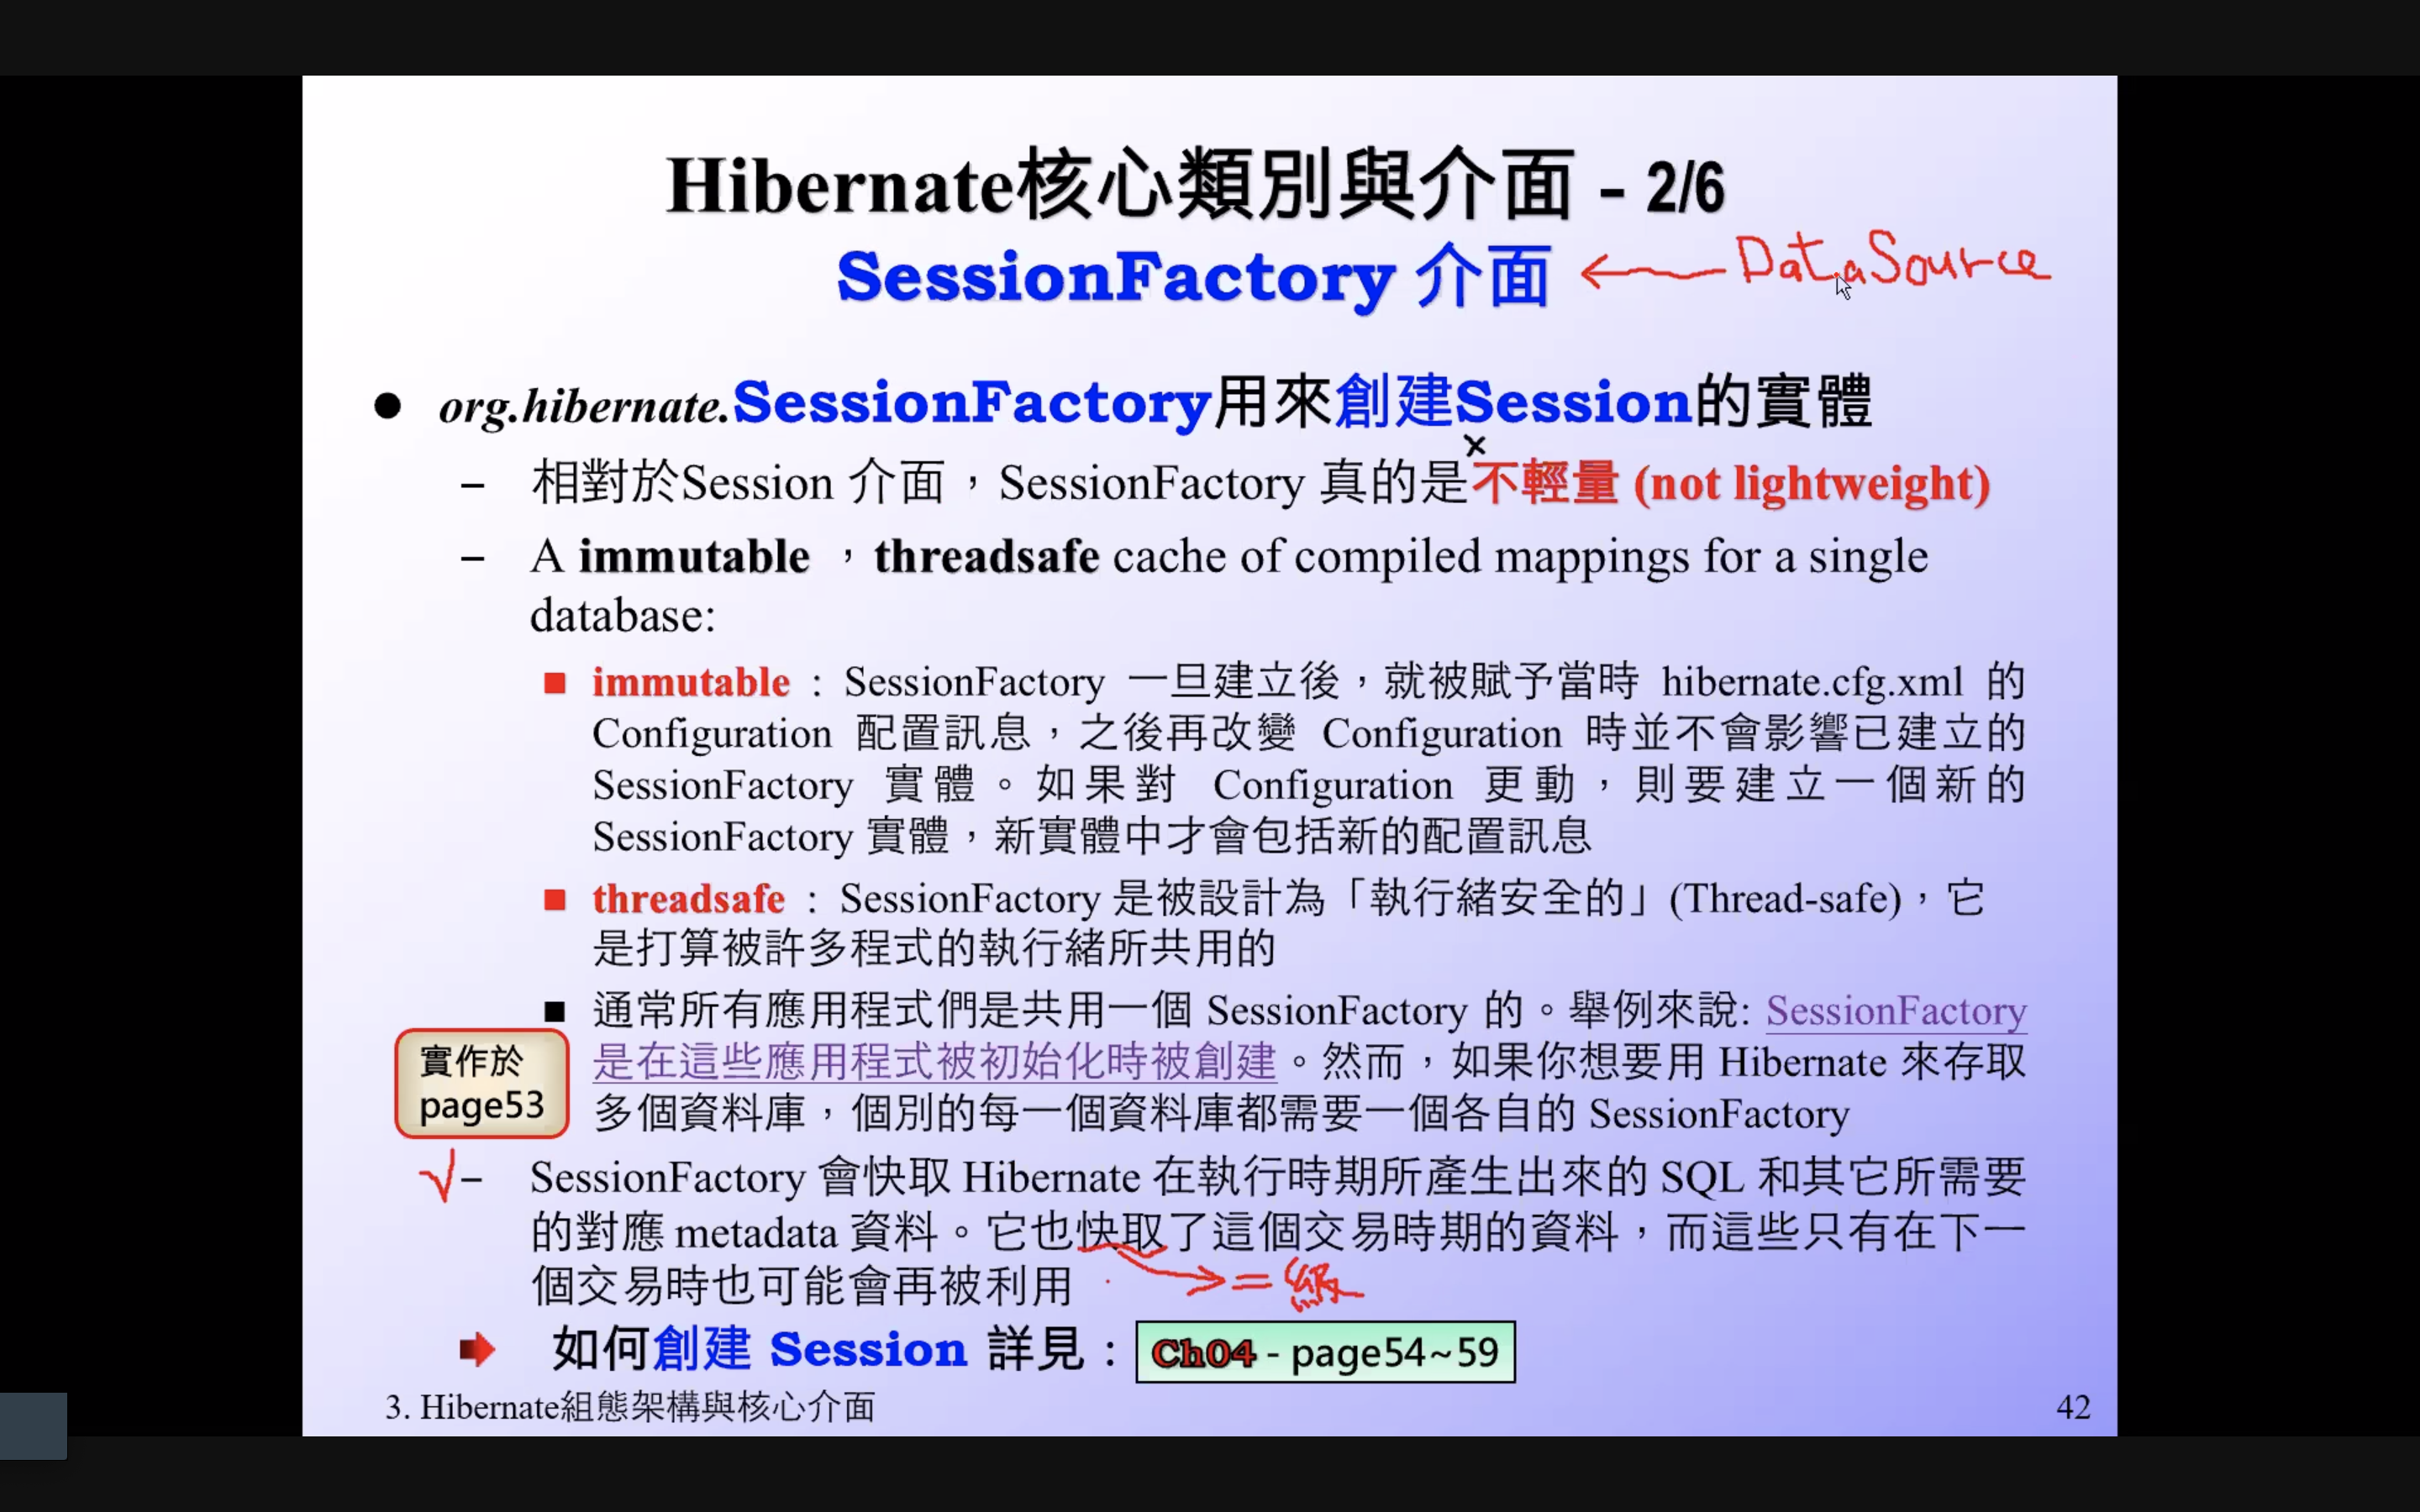 Hibernate核心類別與介面 - 2/6
SessionFactory 介面 ← DataSource
● org.hibernate.SessionFactory用來創建Session的實體
×
– 相對於Session 介面，SessionFactory 真的是不輕量 (not lightweight)
– A immutable ，threadsafe cache of compiled mappings for a single
database:
■ immutable : SessionFactory 一旦建立後，就被賦予當時 hibernate.cfg.xml 的
Configuration 配置訊息，之後再改變 Configuration 時並不會影響已建立的
SessionFactory 實體。如果對 Configuration 更動，則要建立一個新的
SessionFactory 實體，新實體中才會包括新的配置訊息
■ threadsafe : SessionFactory 是被設計為「執行緒安全的」(Thread-safe)，它
是打算被許多程式的執行緒所共用的
■ 通常所有應用程式們是共用一個 SessionFactory 的。舉例來說: SessionFactory
是在這些應用程式被初始化時被創建。然而，如果你想要用 Hibernate 來存取
多個資料庫，個別的每一個資料庫都需要一個各自的 SessionFactory
實作於
page53
√ – SessionFactory 會快取 Hibernate 在執行時期所產生出來的 SQL 和其它所需要
的對應 metadata 資料。它也快取了這個交易時期的資料，而這些只有在下一
個交易時也可能會再被利用 → 二級
如何創建 Session 詳見：Ch04 - page54~59
3. Hibernate組態架構與核心介面
42